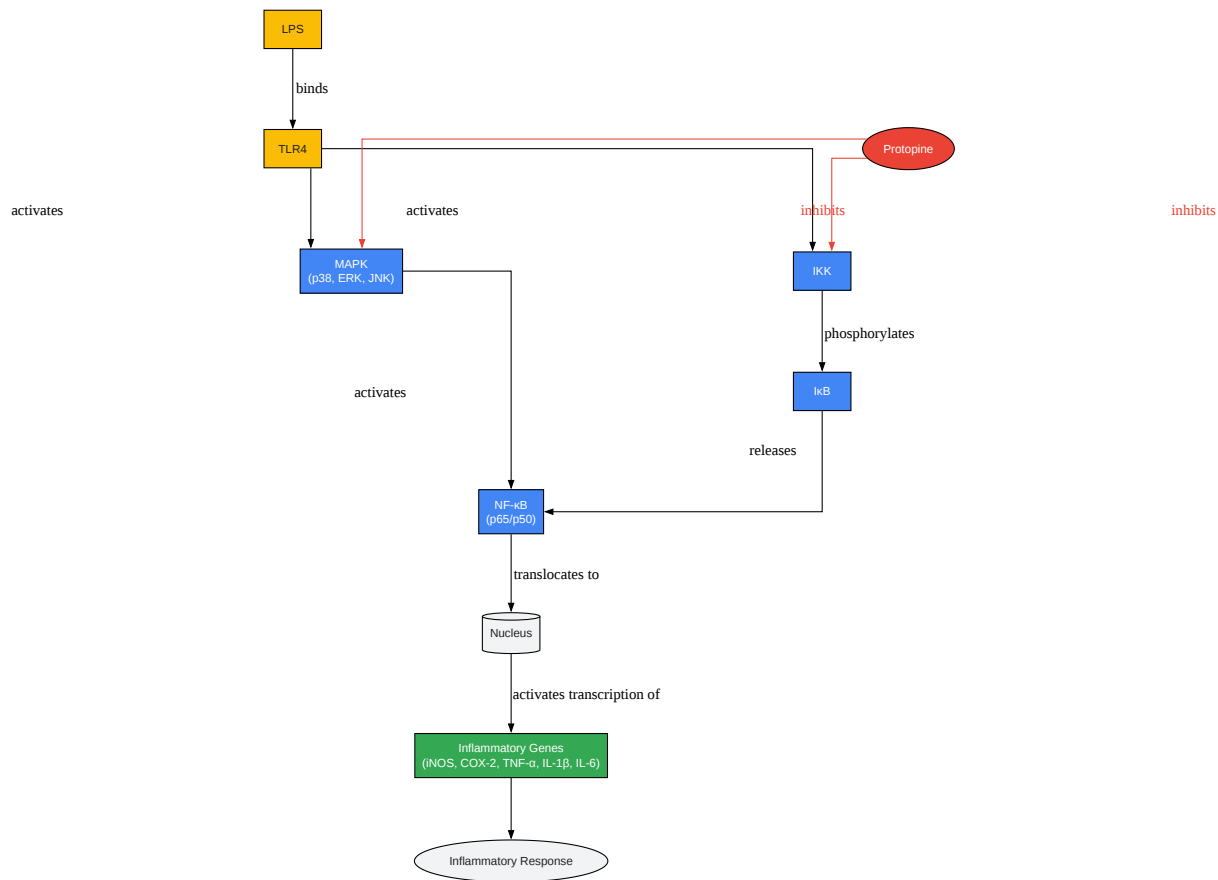 LPS
binds
TLR4
Protopine
activates
activates
inhibits
inhibits
MAPK
(p38, ERK, JNK)
IKK
phosphorylates
activates
IκB
releases
NF-κB
(p65/p50)
translocates to
Nucleus
activates transcription of
Inflammatory Genes
(iNOS, COX-2, TNF-α, IL-1β, IL-6)
Inflammatory Response